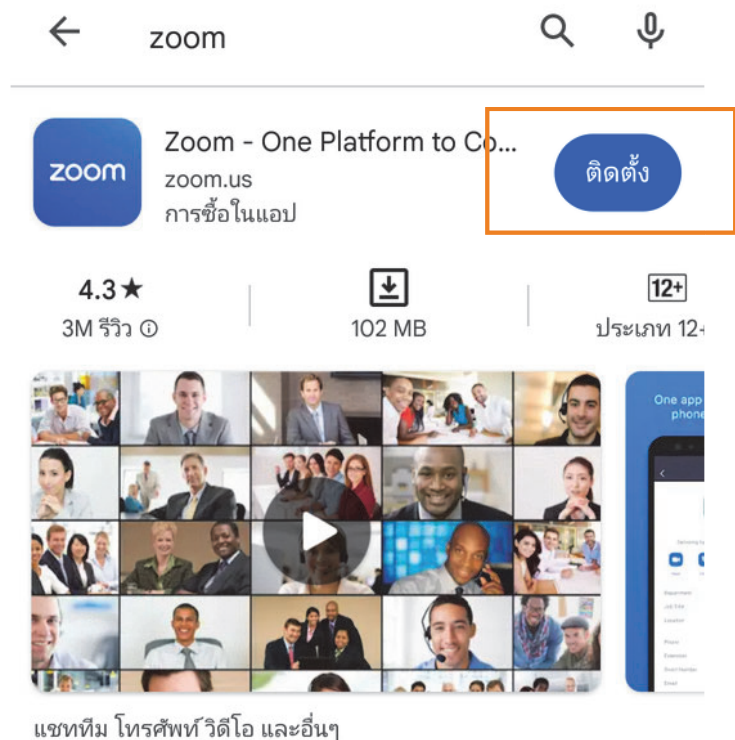 zoom
zoom
Zoom - One Platform to Co...
zoom.us
การซื้อในแอป
ติดตั้ง
4.3★
3M รีวิว
102 MB
12+
ประเภท 12+
One app
phone
แชททีม โทรศัพท์ วิดีโอ และอื่นๆ